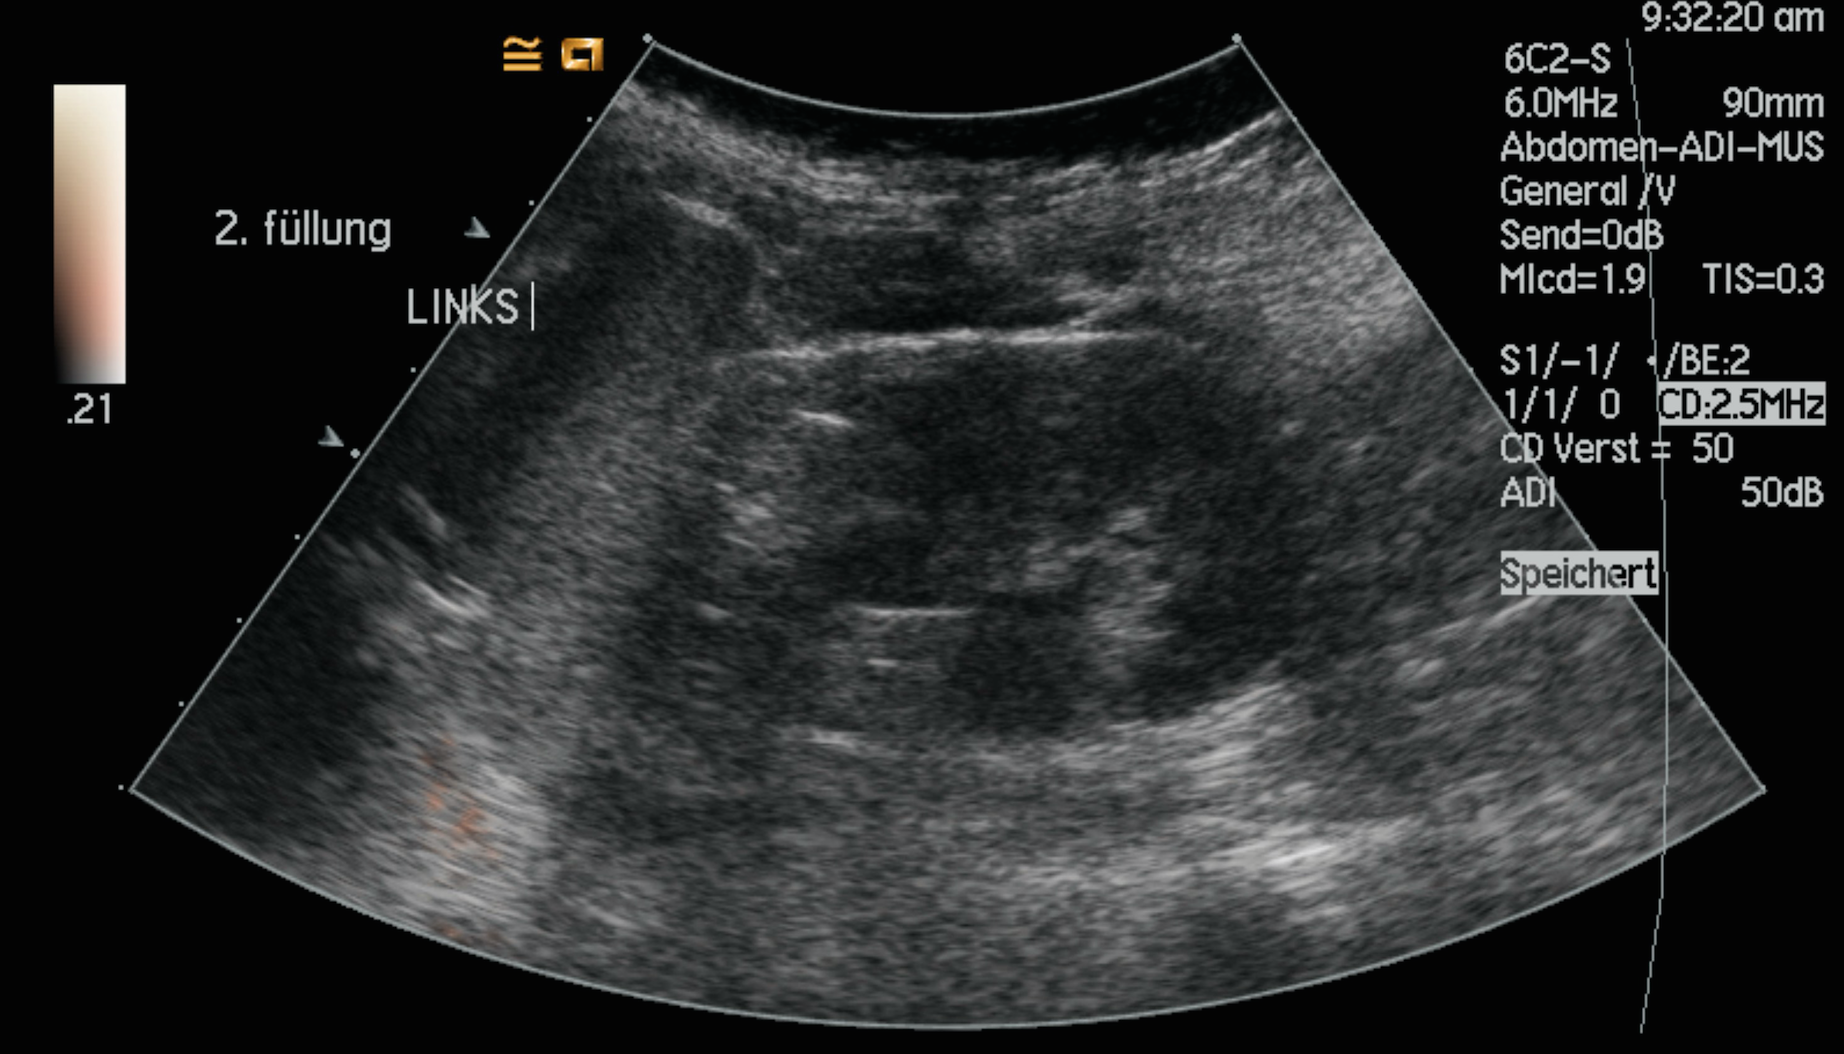 9:32:20 am
6C2-S
6.0MHz 90mm
Abdomen-ADI-MUS
General /V
Send=0dB
MIcd=1.9 TIS=0.3
S1/-1/ •/BE:2
1/1/ 0 CD:2.5MHz
CD Verst = 50
ADI 50dB
Speichert
2. füllung
LINKS
.21